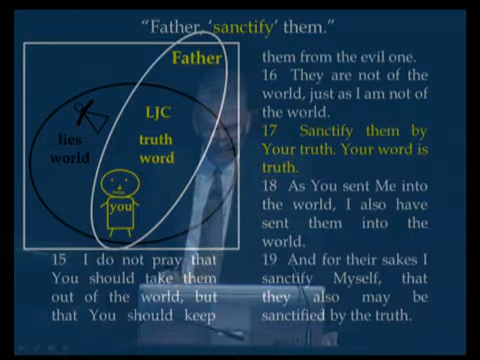 “Father, ‘sanctify’ them.”
Father
LJC
lies
world
truth
word
you
15 I do not pray that
You should take them
out of the world, but
that You should keep
them from the evil one.
16 They are not of the
world, just as I am not of
the world.
17 Sanctify them by
Your truth. Your word is
truth.
18 As You sent Me into
the world, I also have
sent them into the
world.
19 And for their sakes I
sanctify Myself, that
they also may be
sanctified by the truth.